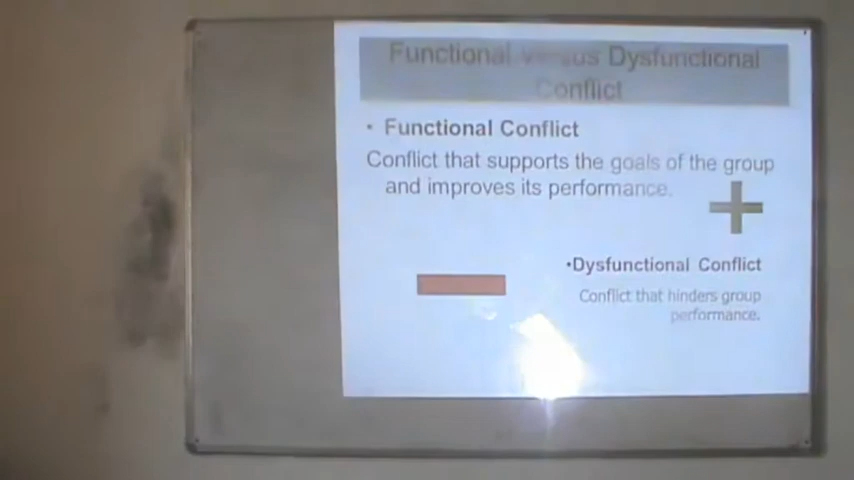 Functional versus Dysfunctional
Conflict
• Functional Conflict
Conflict that supports the goals of the group
and improves its performance.
•Dysfunctional Conflict
Conflict that hinders group
performance.